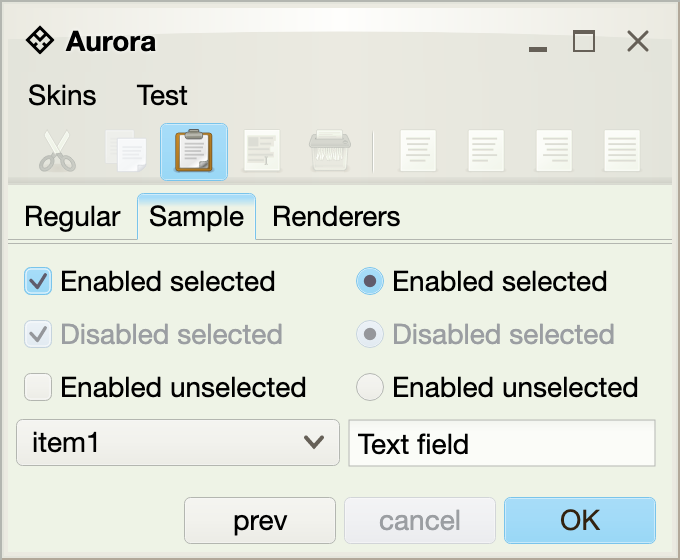 Aurora
Skins Test
Regular Sample Renderers
Enabled selected Enabled selected
Disabled selected Disabled selected
Enabled unselected Enabled unselected
item1 Text field
prev cancel OK